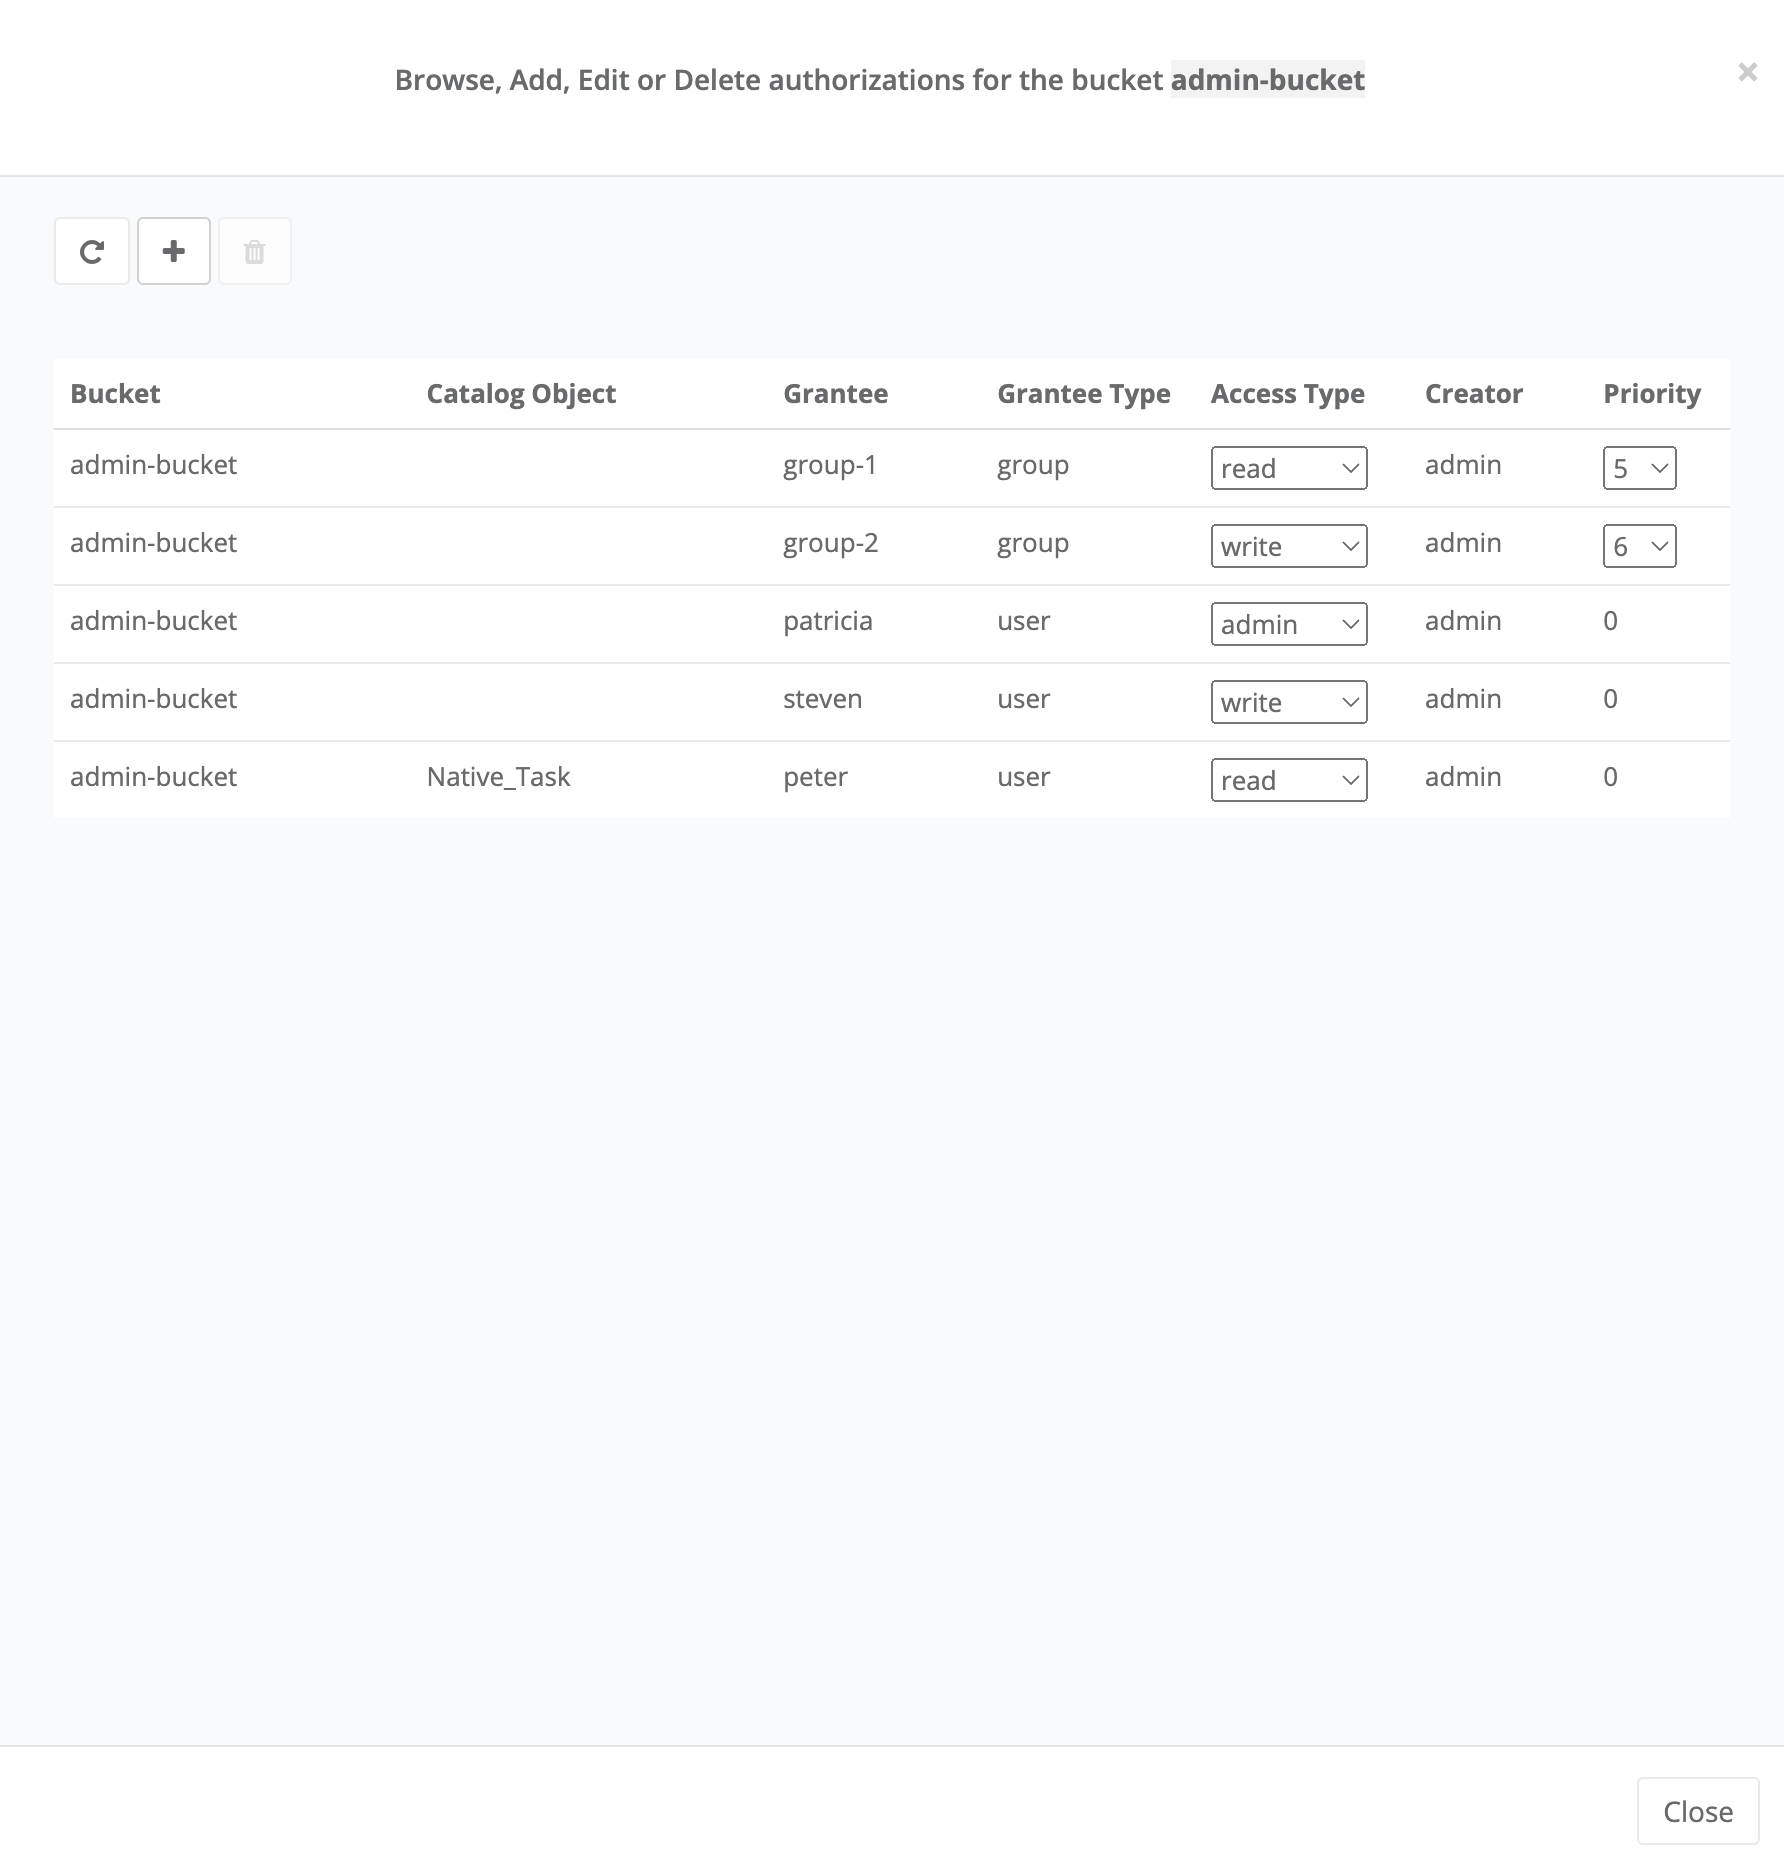 Browse, Add, Edit or Delete authorizations for the bucket admin-bucket
Bucket Catalog Object Grantee Grantee Type Access Type Creator Priority
admin-bucket group-1 group read admin 5
admin-bucket group-2 group write admin 6
admin-bucket patricia user admin admin 0
admin-bucket steven user write admin 0
admin-bucket Native_Task peter user read admin 0
Close